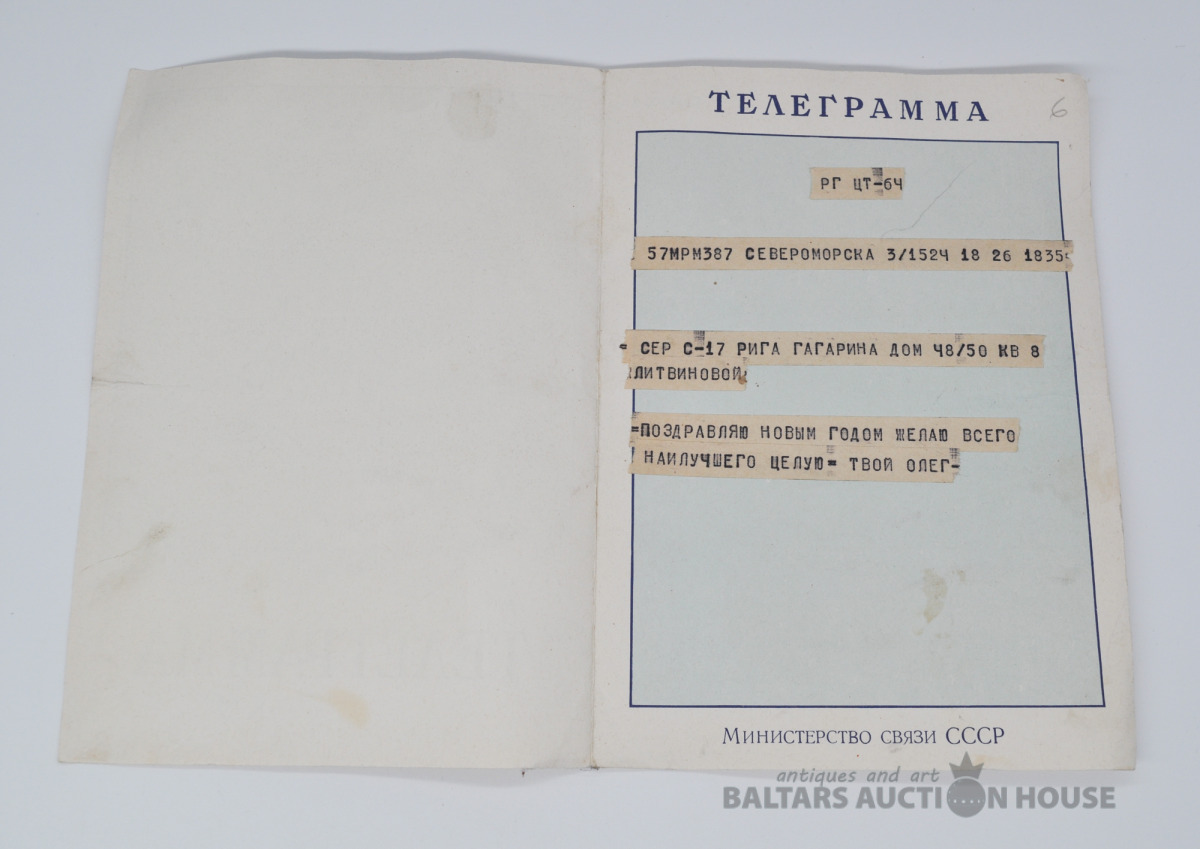 ТЕЛЕГРАММА
6
РГ ЦТ-6Ч
57МРМ387 СЕВЕРОМОРСКА 3/152Ч 18 26 1835=
= СЕР С-17 РИГА ГАГАРИНА ДОМ Ч8/50 КВ 8
ЛИТВИНОВОЙ
=ПОЗДРАВЛЯЮ НОВЫМ ГОДОМ ЖЕЛАЮ ВСЕГО
НАИЛУЧШЕГО ЦЕЛУЮ= ТВОЙ ОЛЕГ-
МИНИСТЕРСТВО СВЯЗИ СССР
antiques and art
BALTARS AUCTION HOUSE